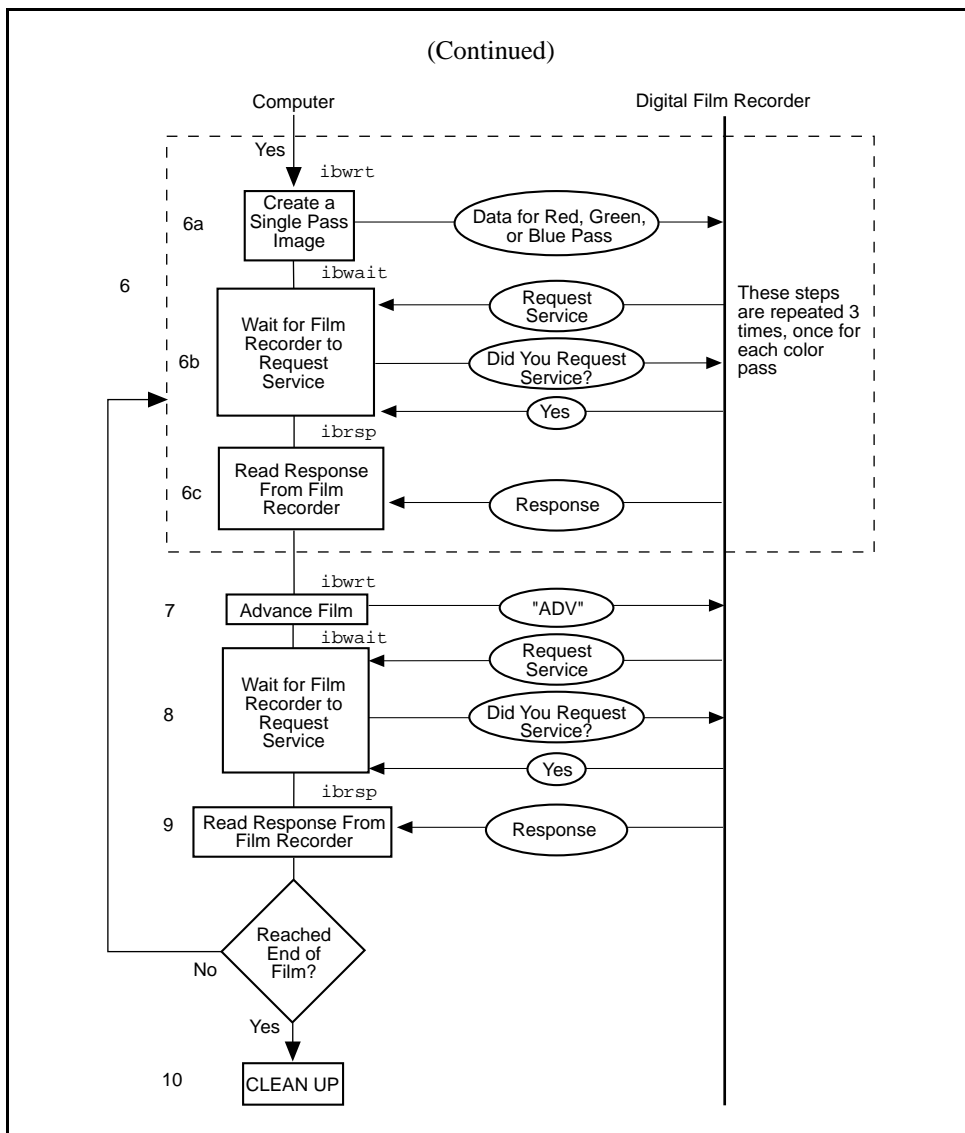 (Continued)
Computer
Digital Film Recorder
Yes
ibwrt
6a
Create a
Single Pass
Image
Data for Red, Green,
or Blue Pass
ibwait
6
Request
Service
These steps
are repeated 3
times, once for
each color
pass
Wait for Film
Recorder to
Request
Service
6b
Did You Request
Service?
Yes
ibrsp
6c
Read Response
From Film
Recorder
Response
ibwrt
7
Advance Film
"ADV"
ibwait
Request
Service
8
Wait for Film
Recorder to
Request
Service
Did You Request
Service?
Yes
ibrsp
9
Read Response From
Film Recorder
Response
Reached
End of
Film?
No
Yes
10
CLEAN UP